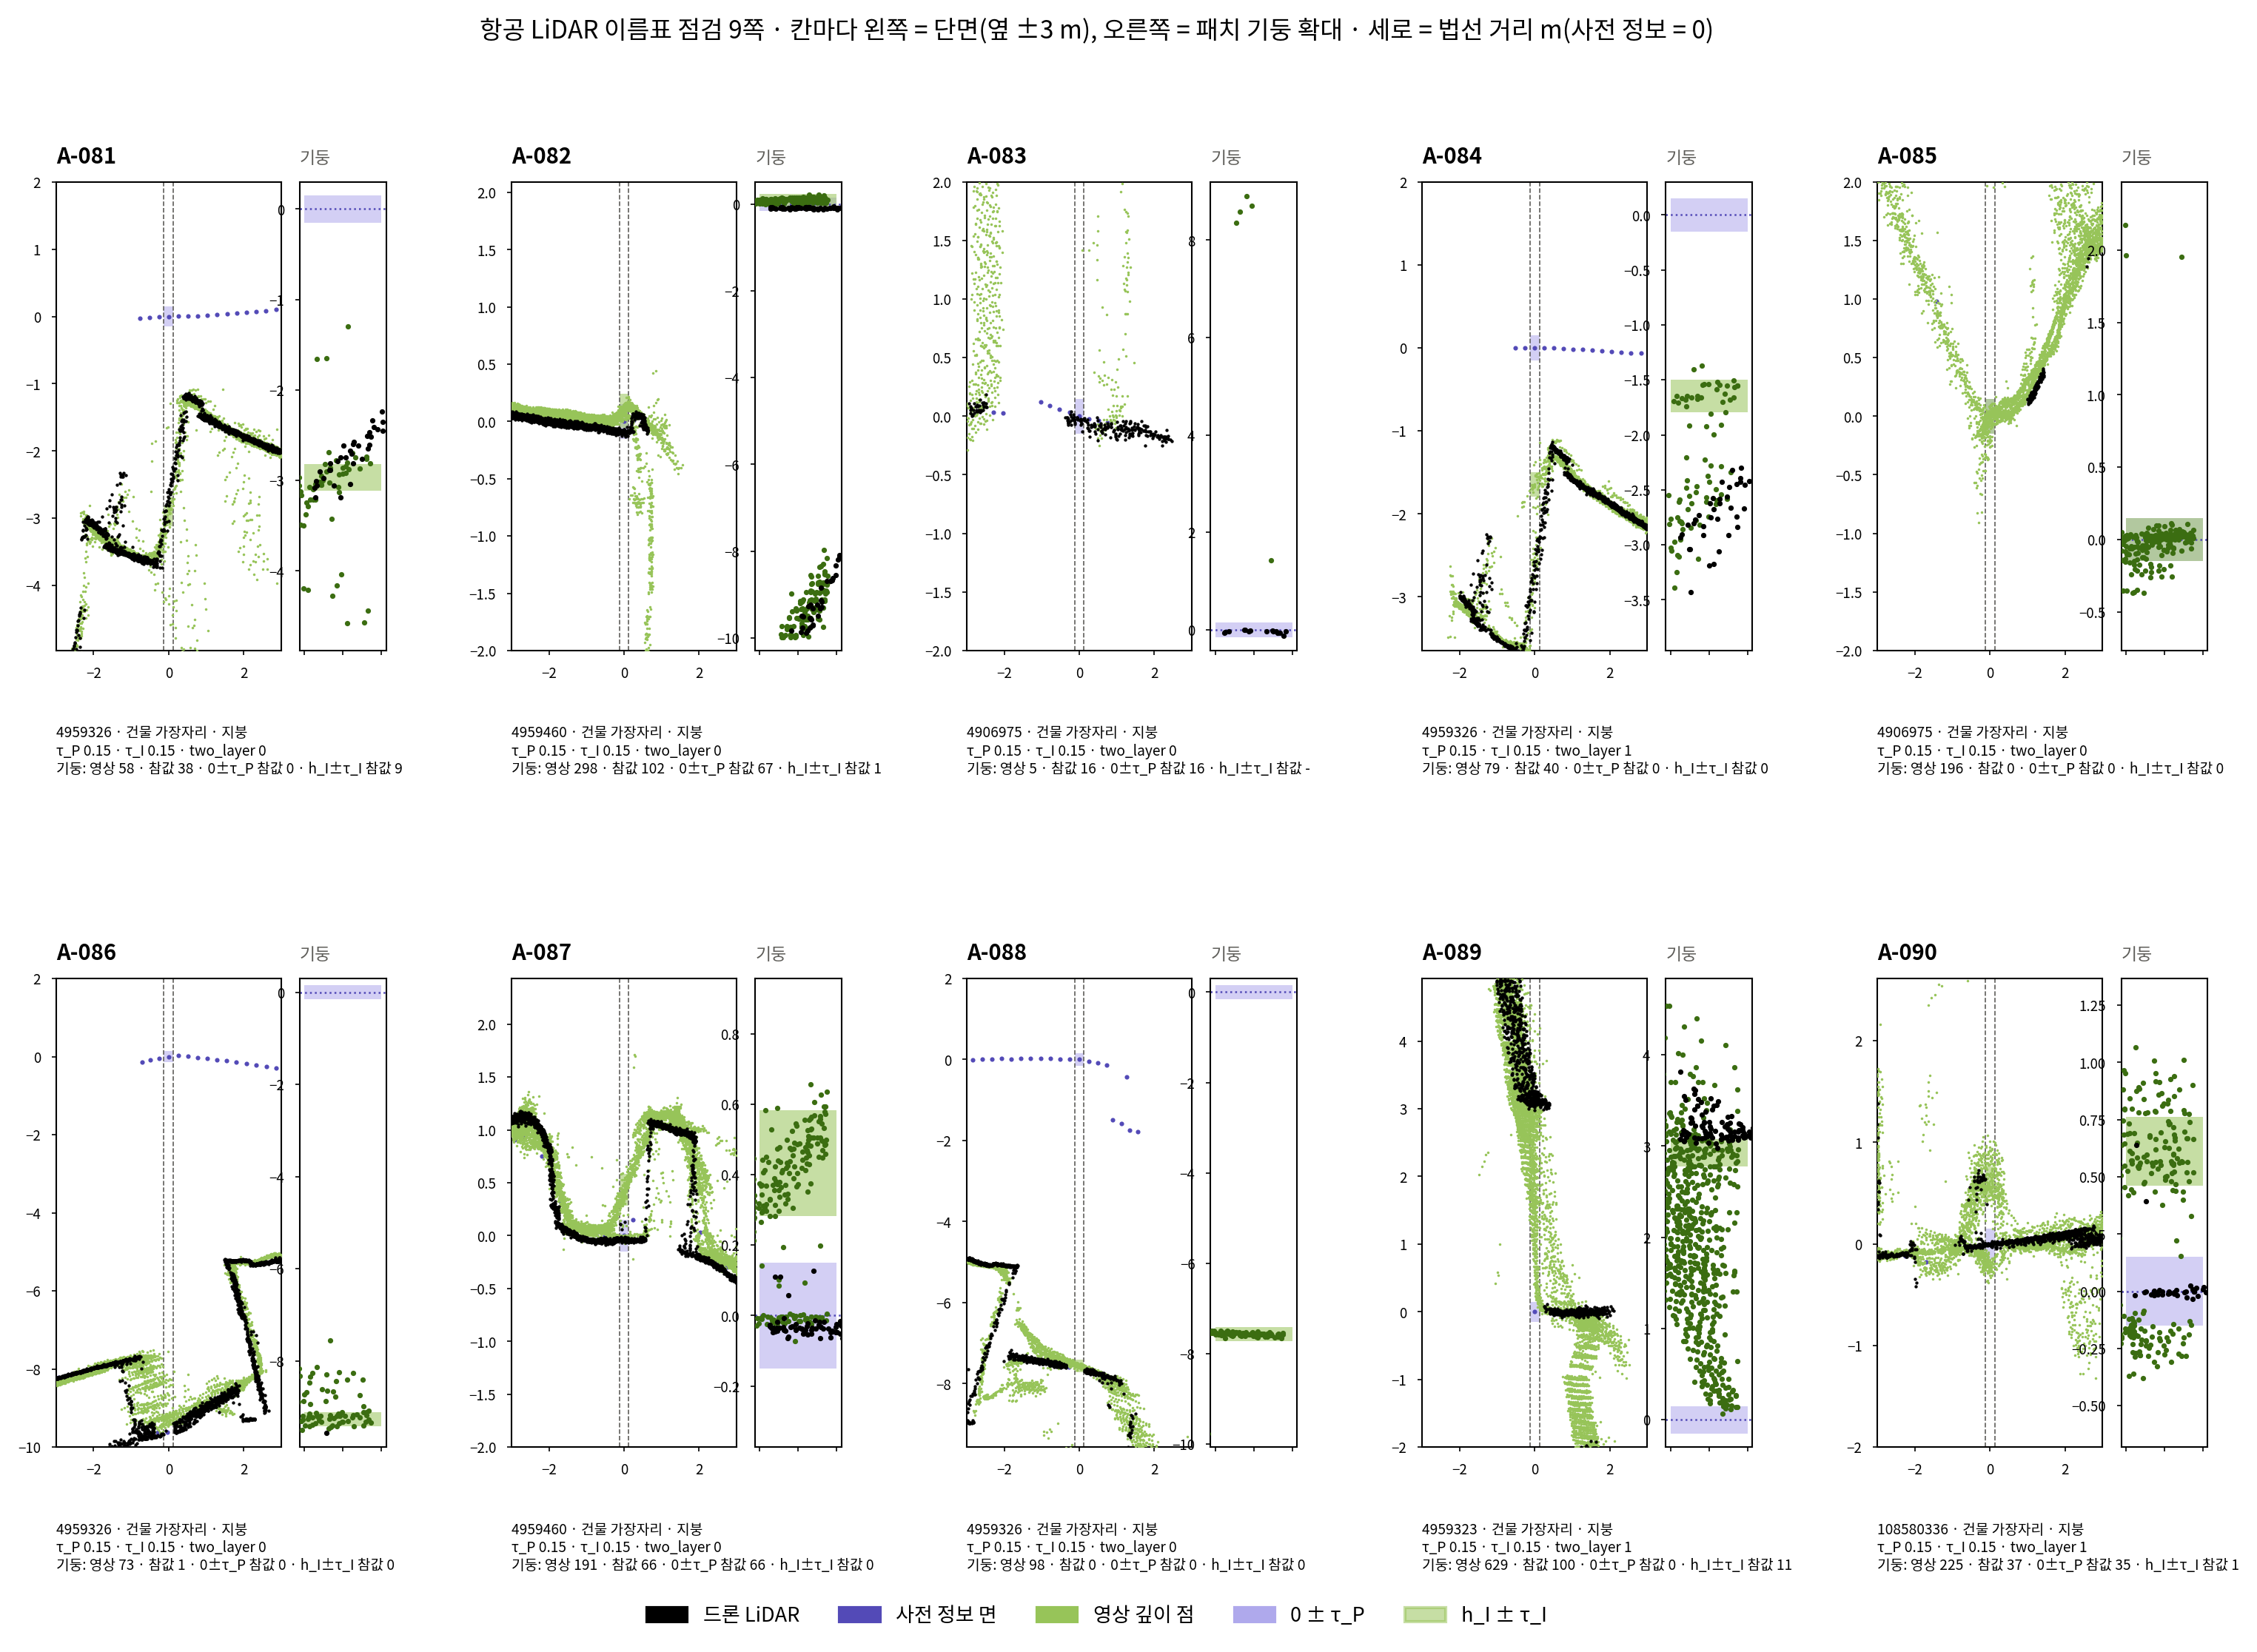 항공 LiDAR 이름표 점검 9쪽 · 칸마다 왼쪽 = 단면(옆 ±3 m), 오른쪽 = 패치 기둥 확대 · 세로 = 법선 거리 m(사전 정보 = 0)
A-081 기둥
4959326 · 건물 가장자리 · 지붕
τ_P 0.15 · τ_I 0.15 · two_layer 0
기둥: 영상 58 · 참값 38 · 0±τ_P 참값 0 · h_I±τ_I 참값 9
A-082 기둥
4959460 · 건물 가장자리 · 지붕
τ_P 0.15 · τ_I 0.15 · two_layer 0
기둥: 영상 298 · 참값 102 · 0±τ_P 참값 67 · h_I±τ_I 참값 1
A-083 기둥
4906975 · 건물 가장자리 · 지붕
τ_P 0.15 · τ_I 0.15 · two_layer 0
기둥: 영상 5 · 참값 16 · 0±τ_P 참값 16 · h_I±τ_I 참값 -
A-084 기둥
4959326 · 건물 가장자리 · 지붕
τ_P 0.15 · τ_I 0.15 · two_layer 1
기둥: 영상 79 · 참값 40 · 0±τ_P 참값 0 · h_I±τ_I 참값 0
A-085 기둥
4906975 · 건물 가장자리 · 지붕
τ_P 0.15 · τ_I 0.15 · two_layer 0
기둥: 영상 196 · 참값 0 · 0±τ_P 참값 0 · h_I±τ_I 참값 0
A-086 기둥
4959326 · 건물 가장자리 · 지붕
τ_P 0.15 · τ_I 0.15 · two_layer 0
기둥: 영상 73 · 참값 1 · 0±τ_P 참값 0 · h_I±τ_I 참값 0
A-087 기둥
4959460 · 건물 가장자리 · 지붕
τ_P 0.15 · τ_I 0.15 · two_layer 0
기둥: 영상 191 · 참값 66 · 0±τ_P 참값 66 · h_I±τ_I 참값 0
A-088 기둥
4959326 · 건물 가장자리 · 지붕
τ_P 0.15 · τ_I 0.15 · two_layer 0
기둥: 영상 98 · 참값 0 · 0±τ_P 참값 0 · h_I±τ_I 참값 0
A-089 기둥
4959323 · 건물 가장자리 · 지붕
τ_P 0.15 · τ_I 0.15 · two_layer 1
기둥: 영상 629 · 참값 100 · 0±τ_P 참값 0 · h_I±τ_I 참값 11
A-090 기둥
108580336 · 건물 가장자리 · 지붕
τ_P 0.15 · τ_I 0.15 · two_layer 1
기둥: 영상 225 · 참값 37 · 0±τ_P 참값 35 · h_I±τ_I 참값 1
드론 LiDAR 사전 정보 면 영상 깊이 점 0 ± τ_P h_I ± τ_I